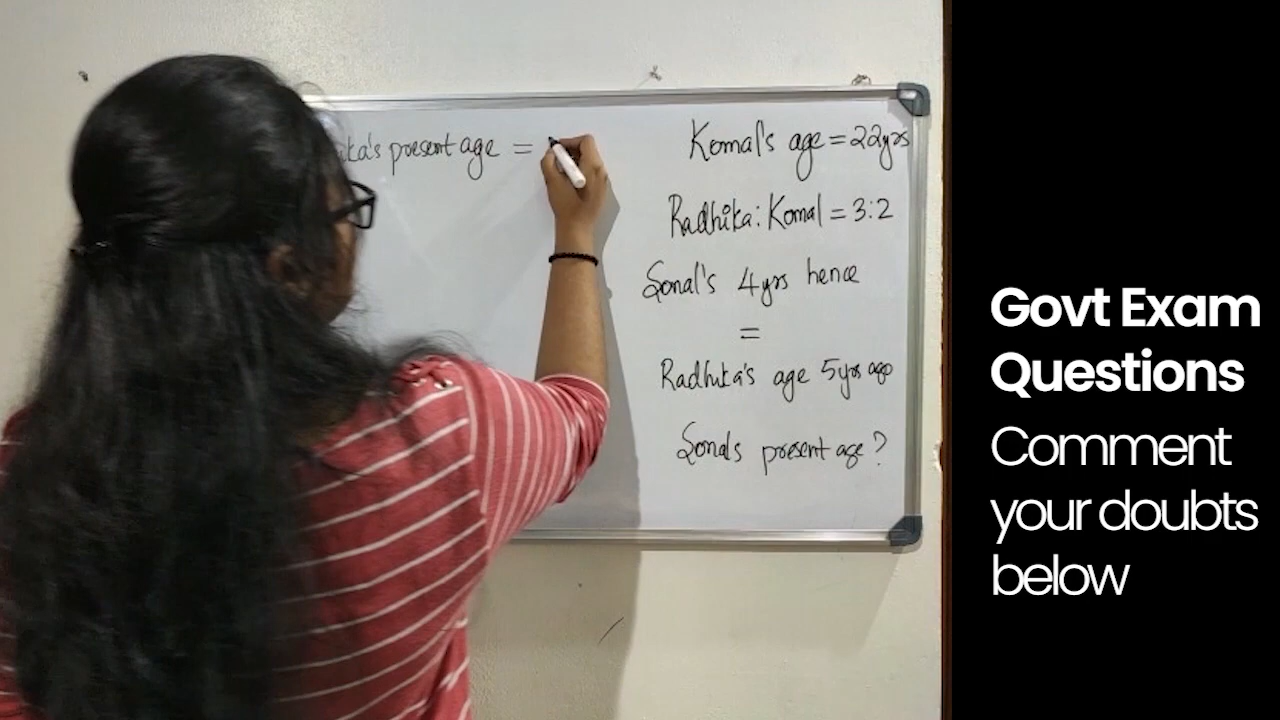 present age =
Komal's age = 22yrs
Radhika : Komal = 3:2
Sonal's 4yrs hence
=
Radhika's age 5yrs ago
Sonals present age ?
Govt Exam
Questions
Comment
your doubts
below